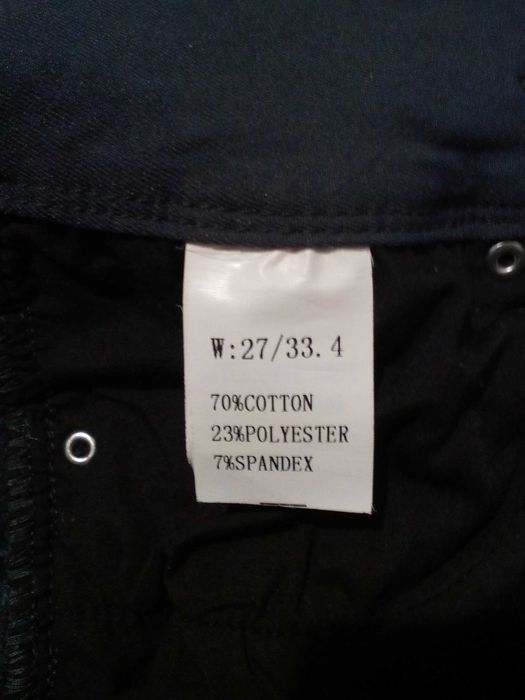 W:27/33.4
70%COTTON
23%POLYESTER
7%SPANDEX